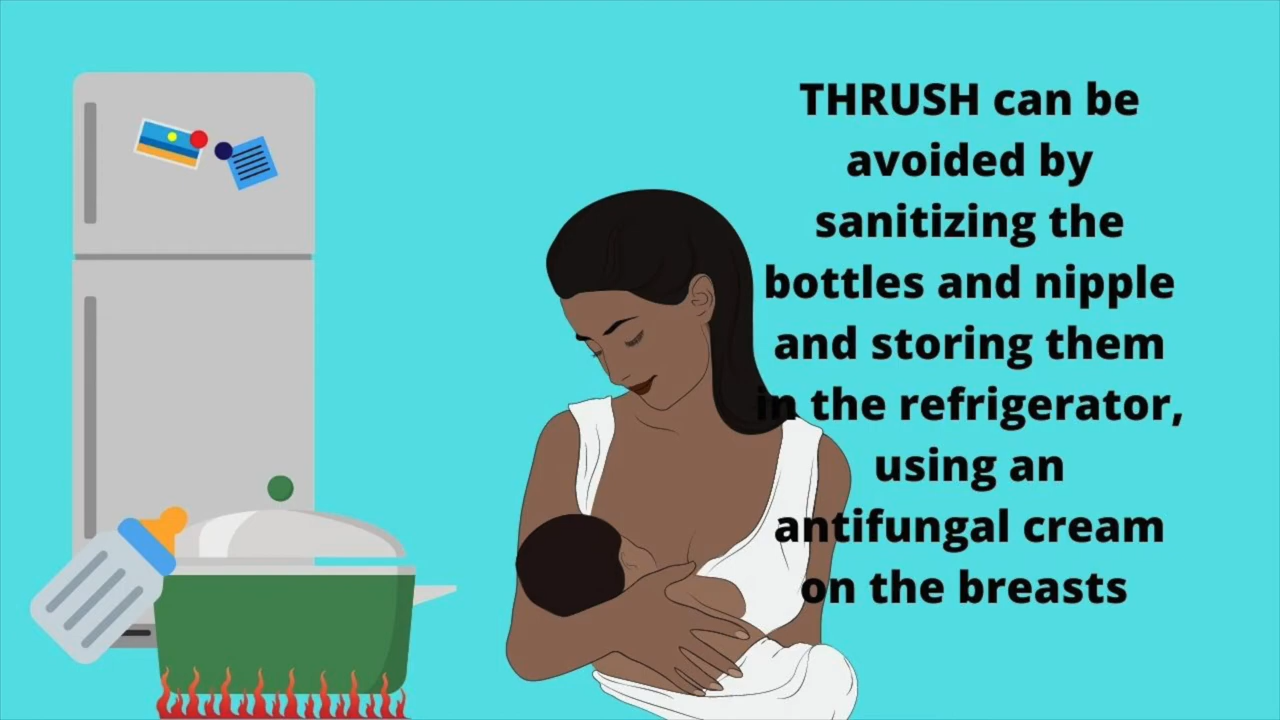 THRUSH can be
avoided by
sanitizing the
bottles and nipple
and storing them
in the refrigerator,
using an
antifungal cream
on the breasts